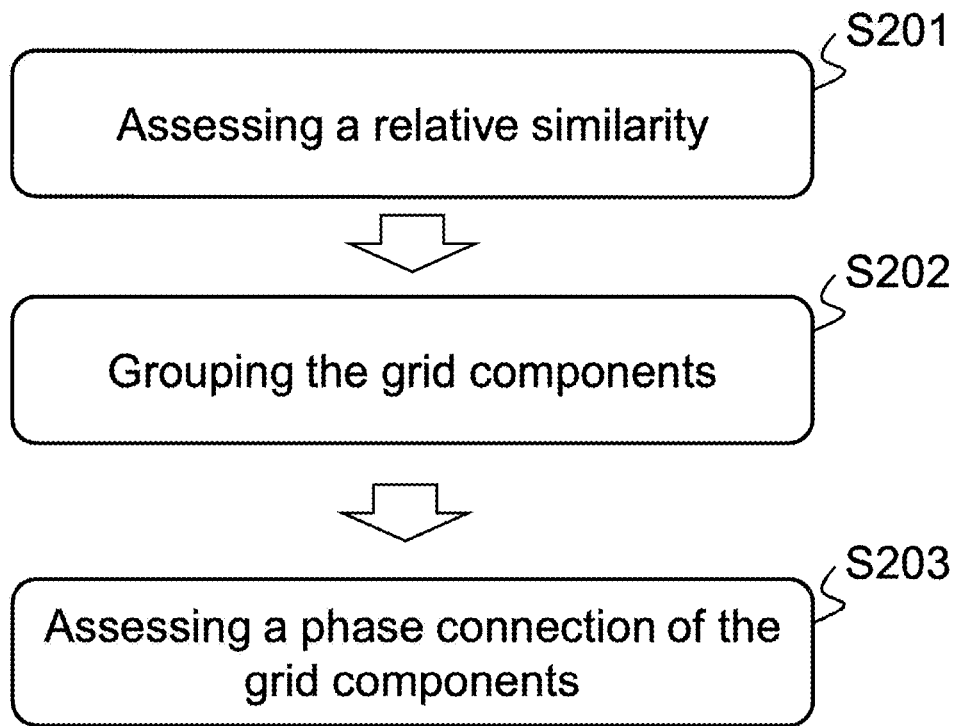 S201
Assessing a relative similarity
S202
Grouping the grid components
S203
Assessing a phase connection of the
grid components